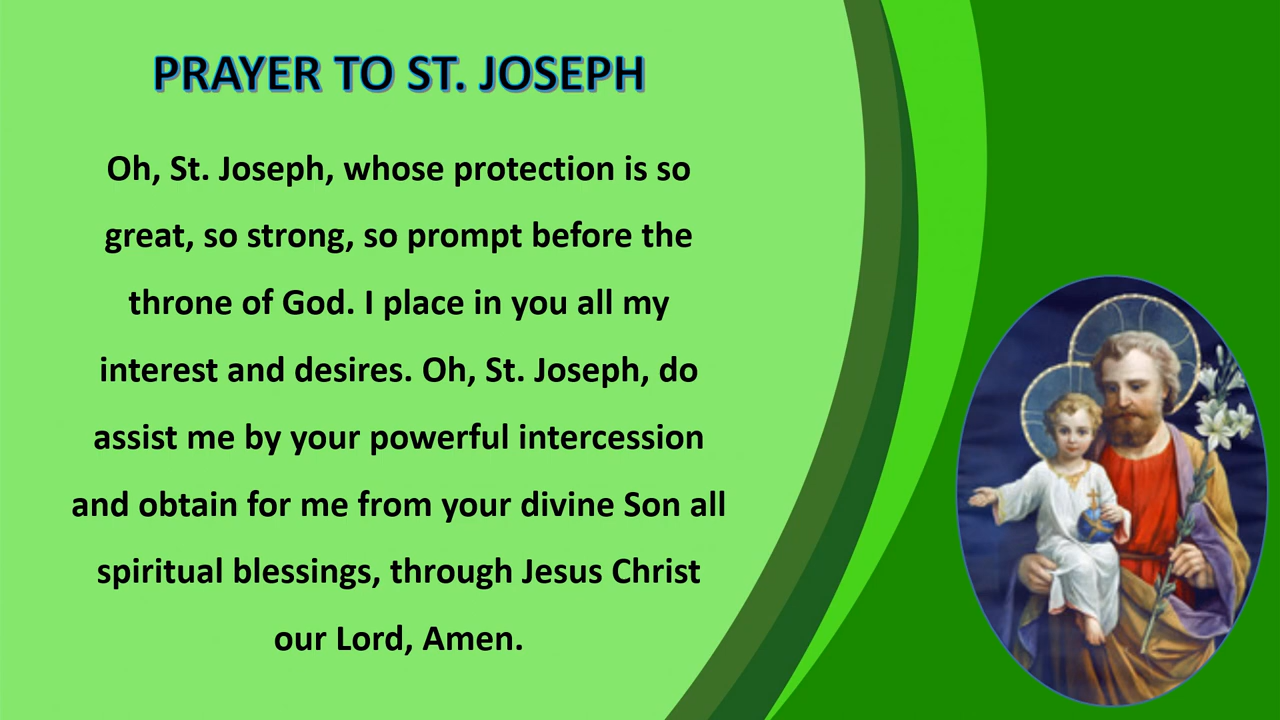 PRAYER TO ST. JOSEPH
Oh, St. Joseph, whose protection is so
great, so strong, so prompt before the
throne of God. I place in you all my
interest and desires. Oh, St. Joseph, do
assist me by your powerful intercession
and obtain for me from your divine Son all
spiritual blessings, through Jesus Christ
our Lord, Amen.